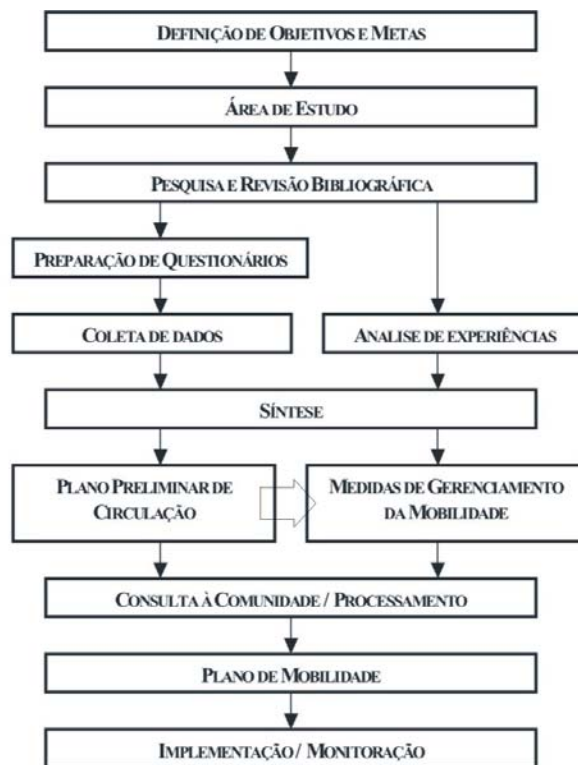 DEFINIÇÃO DE OBJETIVOS E METAS
ÁREA DE ESTUDO
PESQUISA E REVISÃO BIBLIOGRÁFICA
PREPARAÇÃO DE QUESTIONÁRIOS
COLETA DE DADOS
ANALISE DE EXPERIÊNCIAS
SÍNTESE
PLANO PRELIMINAR DE
CIRCULAÇÃO
MEDIDAS DE GERENCIAMENTO
DA MOBILIDADE
CONSULTA À COMUNIDADE / PROCESSAMENTO
PLANO DE MOBILIDADE
IMPLEMENTAÇÃO / MONITORAÇÃO